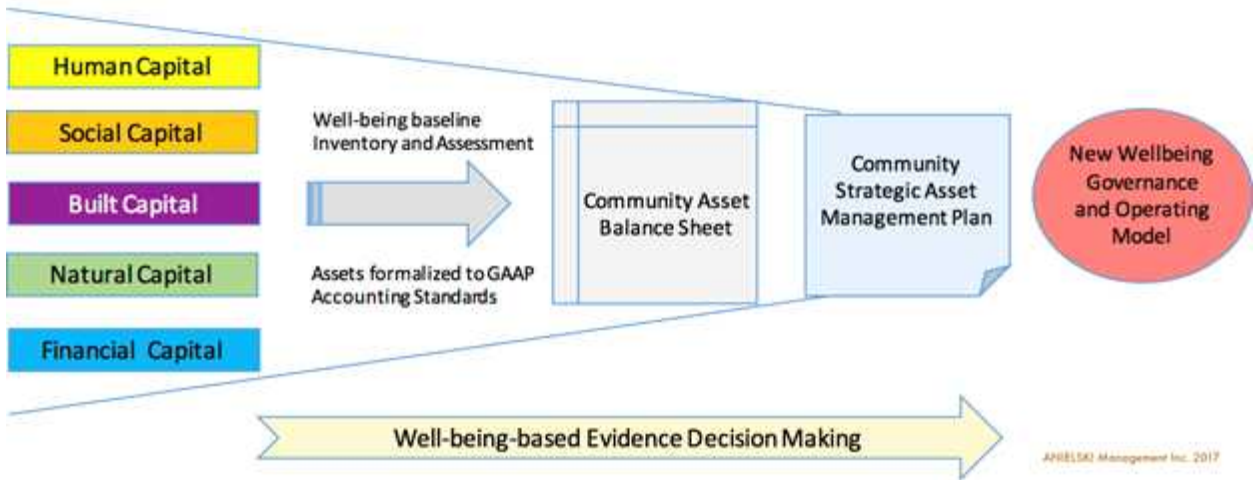 Human Capital
Social Capital
Built Capital
Natural Capital
Financial Capital
Well-being baseline
Inventory and Assessment
Assets formalized to GAAP
Accounting Standards
Community Asset
Balance Sheet
Community
Strategic Asset
Management Plan
New Wellbeing
Governance
and Operating
Model
Well-being-based Evidence Decision Making
ANIELSKI Management Inc. 2017